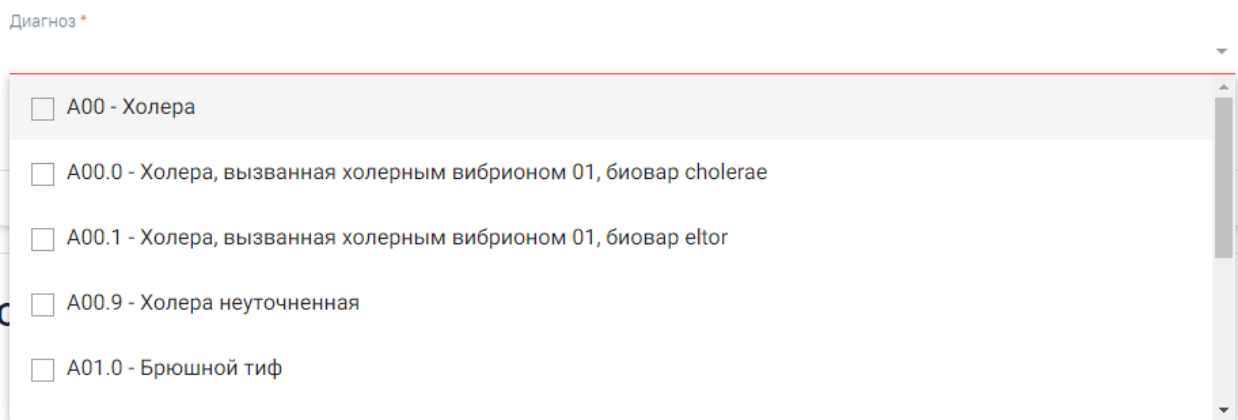 Диагноз *
A00 - Холера
A00.0 - Холера, вызванная холерным вибрионом 01, биовар cholerae
A00.1 - Холера, вызванная холерным вибрионом 01, биовар eltor
A00.9 - Холера неуточненная
A01.0 - Брюшной тиф